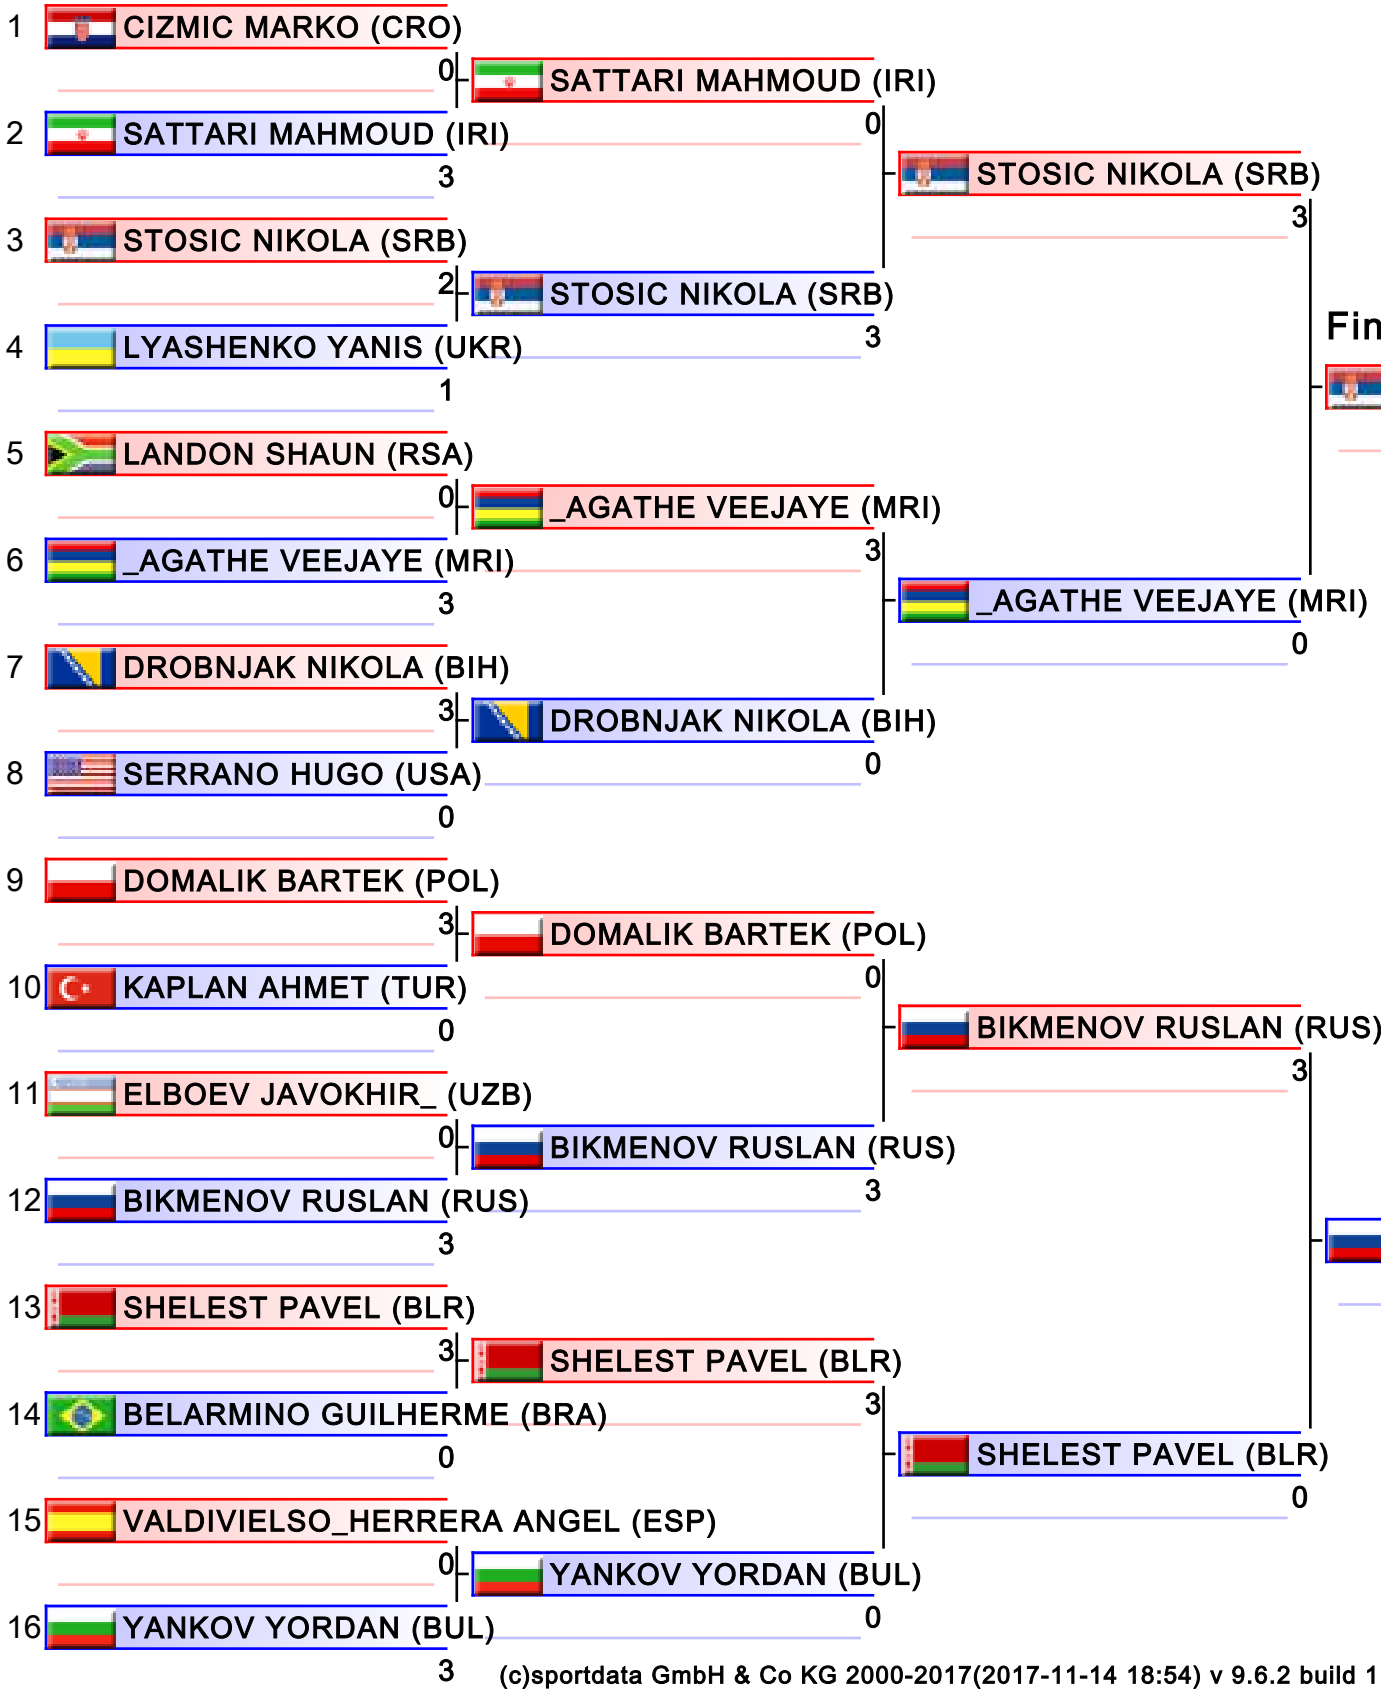 1 CIZMIC MARKO (CRO)
0
SATTARI MAHMOUD (IRI)
0
2 SATTARI MAHMOUD (IRI)
3
STOSIC NIKOLA (SRB)
3
3 STOSIC NIKOLA (SRB)
2
STOSIC NIKOLA (SRB)
3
4 LYASHENKO YANIS (UKR)
1
Fin
5 LANDON SHAUN (RSA)
0
_AGATHE VEEJAYE (MRI)
3
6 _AGATHE VEEJAYE (MRI)
3
_AGATHE VEEJAYE (MRI)
0
7 DROBNJAK NIKOLA (BIH)
3
DROBNJAK NIKOLA (BIH)
0
8 SERRANO HUGO (USA)
0
9 DOMALIK BARTEK (POL)
3
DOMALIK BARTEK (POL)
0
10 KAPLAN AHMET (TUR)
0
BIKMENOV RUSLAN (RUS)
3
11 ELBOEV JAVOKHIR_ (UZB)
0
BIKMENOV RUSLAN (RUS)
3
12 BIKMENOV RUSLAN (RUS)
3
13 SHELEST PAVEL (BLR)
3
SHELEST PAVEL (BLR)
3
14 BELARMINO GUILHERME (BRA)
0
SHELEST PAVEL (BLR)
0
15 VALDIVIELSO_HERRERA ANGEL (ESP)
0
YANKOV YORDAN (BUL)
0
16 YANKOV YORDAN (BUL)
3
(c)sportdata GmbH & Co KG 2000-2017(2017-11-14 18:54) v 9.6.2 build 1